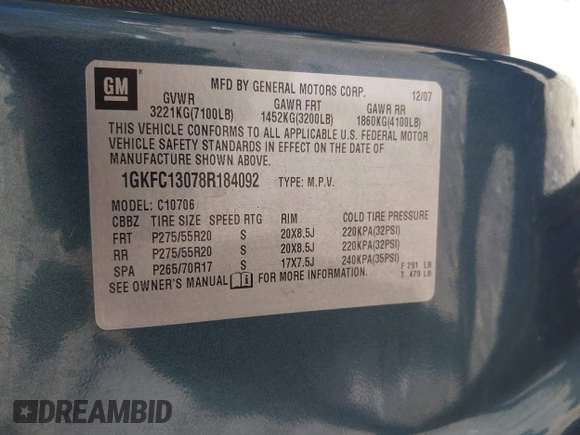 GM
MFD BY GENERAL MOTORS CORP. 12/07
GVWR GAWR FRT GAWR RR
3221KG(7100LB) 1452KG(3200LB) 1860KG(4100LB)
THIS VEHICLE CONFORMS TO ALL APPLICABLE U.S. FEDERAL MOTOR
VEHICLE SAFETY STANDARDS IN EFFECT ON THE DATE OF
MANUFACTURE SHOWN ABOVE.
1GKFC13078R184092 TYPE: M.P.V.
MODEL: C10706
CBBZ TIRE SIZE SPEED RTG RIM COLD TIRE PRESSURE
FRT P275/55R20 S 20X8.5J 220KPA(32PSI)
RR P275/55R20 S 20X8.5J 220KPA(32PSI)
SPA P265/70R17 S 17X7.5J 240KPA(35PSI) F 291 LB
SEE OWNER'S MANUAL FOR MORE INFORMATION. T 479 LB
DREAMBID